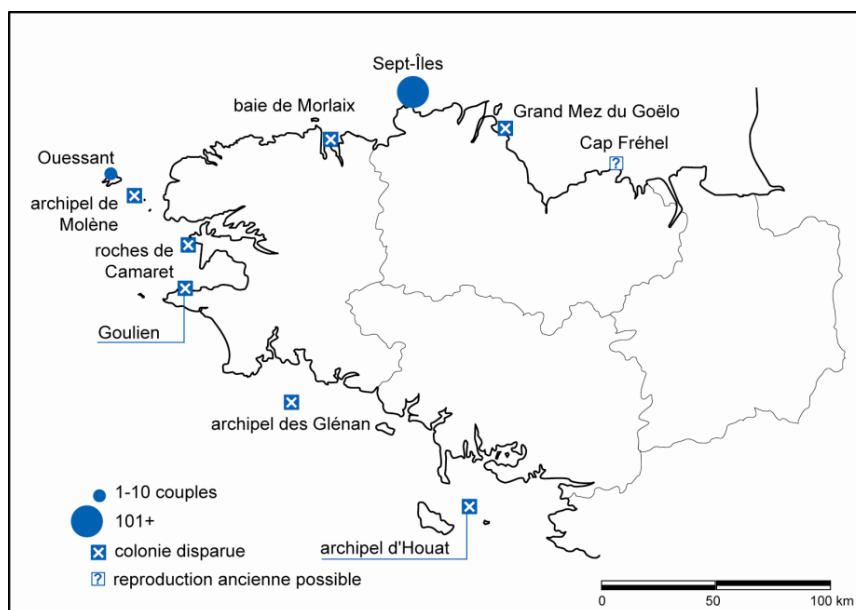 Sept-Îles
baie de Morlaix
Grand Mez du Goëlo
Cap Fréhel
?
Ouessant
archipel de
Molène
roches de
Camaret
Goulien
archipel des Glénan
1-10 couples
101+
colonie disparue
archipel d'Houat
? reproduction ancienne possible
0 50 100 km